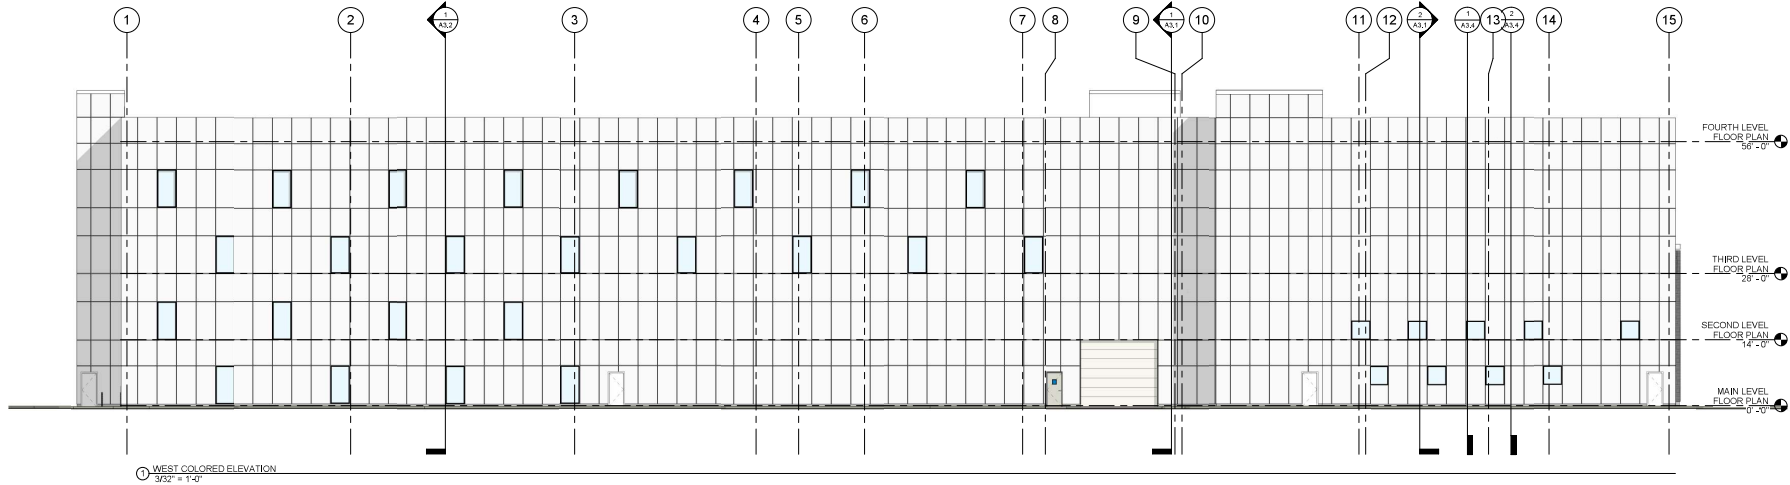 1
2
1
A3.2
3
4
5
6
7
8
9
1
A3.1
10
11
12
2
A3.1
1
A3.4
13
2
A3.4
14
15
FOURTH LEVEL
FLOOR PLAN
56' - 0"
THIRD LEVEL
FLOOR PLAN
28' - 0"
SECOND LEVEL
FLOOR PLAN
14' - 0"
MAIN LEVEL
FLOOR PLAN
0' - 0"
1 WEST COLORED ELEVATION
3/32" = 1'-0"